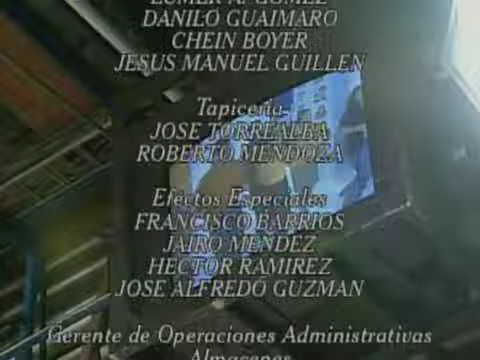 DANILO GUAIMARO
CHEIN BOYER
JESUS MANUEL GUILLEN
Tapicería
JOSE TORREALBA
ROBERTO MENDOZA
Efectos Especiales
FRANCISCO BARRIOS
JAIRO MENDEZ
HECTOR RAMIREZ
JOSE ALFREDO GUZMAN
Gerente de Operaciones Administrativas
Almacenes